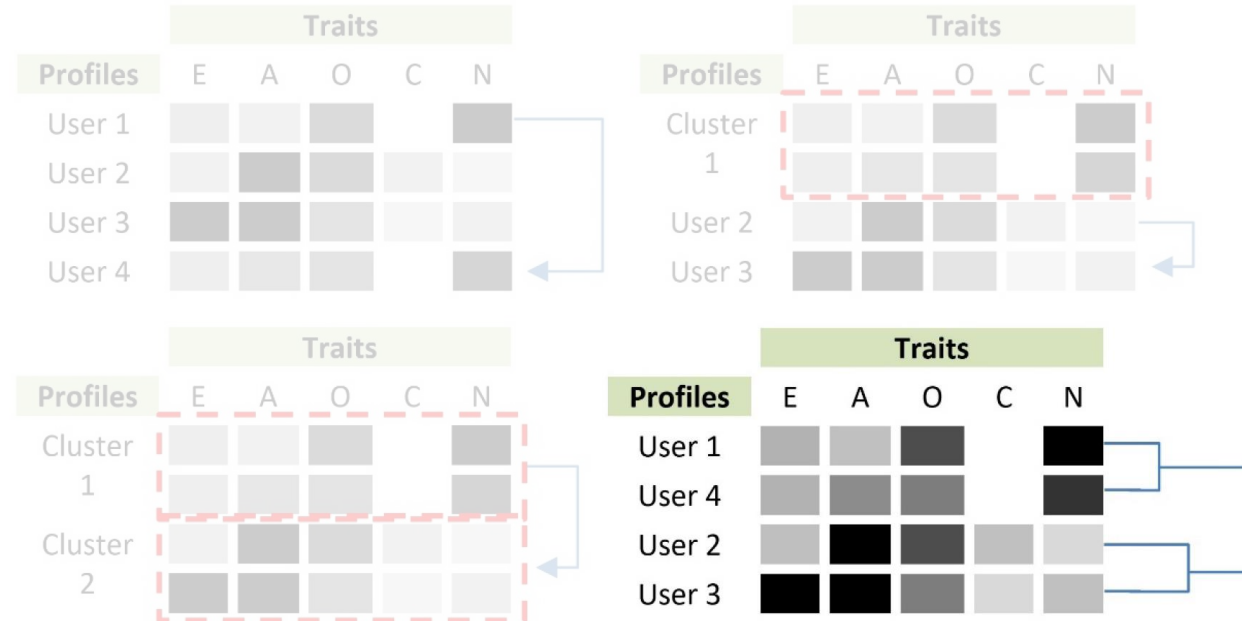 Traits
Profiles E A O C N
User 1
User 2
User 3
User 4
Traits
Profiles E A O C N
Cluster
1
User 2
User 3
Traits
Profiles E A O C N
Cluster
1
Cluster
2
Traits
Profiles E A O C N
User 1
User 4
User 2
User 3